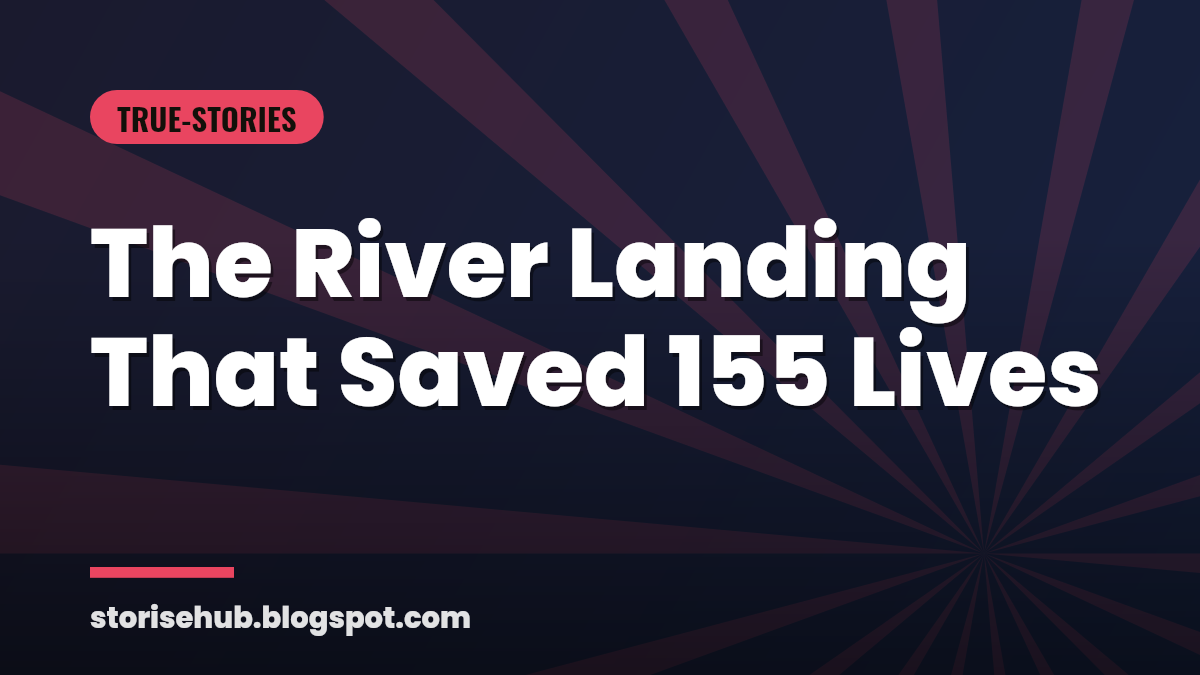 TRUE-STORIES
The River Landing
That Saved 155 Lives
storisehub.blogspot.com